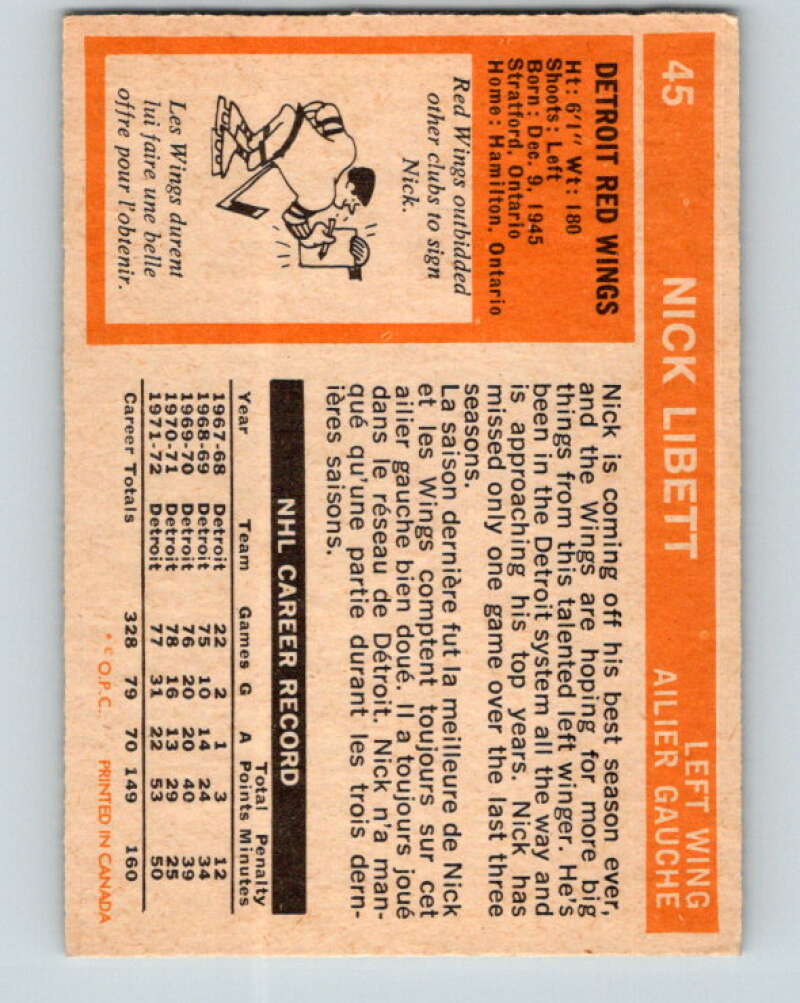 45 NICK LIBETT LEFT WING
AILIER GAUCHE
DETROIT RED WINGS
Ht: 6'1" Wt: 180
Shoots: Left
Born: Dec. 9, 1945
Stratford, Ontario
Home: Hamilton, Ontario
Red Wings outbidded
other clubs to sign
Nick.
Les Wings durent
lui faire une belle
offre pour l'obtenir.
Nick is coming off his best season ever,
and the Wings are hoping for more big
things from this talented left winger. He's
been in the Detroit system all the way and
is approaching his top years. Nick has
missed only one game over the last three
seasons.
La saison dernière fut la meilleure de Nick
et les Wings comptent toujours sur cet
ailier gauche bien doué. Il a toujours joué
dans le réseau de Détroit. Nick n'a man-
qué qu'une partie durant les trois dern-
ières saisons.
NHL CAREER RECORD
Total Penalty
Year Team Games G A Points Minutes
1967-68 Detroit 22 2 1 3 12
1968-69 Detroit 75 10 14 24 34
1969-70 Detroit 76 20 20 40 39
1970-71 Detroit 78 16 13 29 25
1971-72 Detroit 77 31 22 53 50
Career Totals 328 79 70 149 160
* © O.P.C. PRINTED IN CANADA